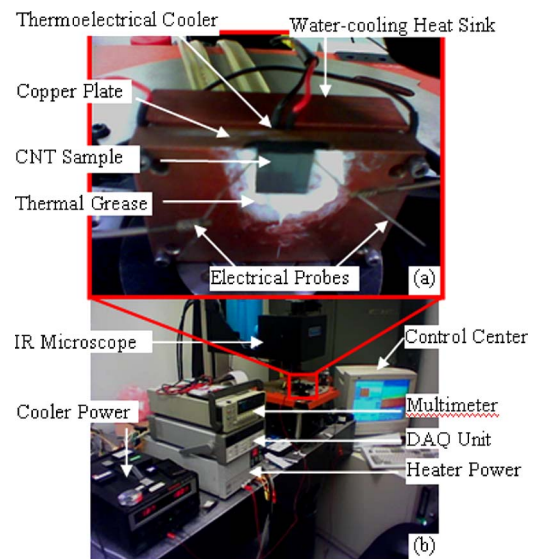 Thermoelectrical Cooler
Water-cooling Heat Sink
Copper Plate
CNT Sample
Thermal Grease
Electrical Probes
(a)
IR Microscope
Control Center
Cooler Power
Multimeter
DAQ Unit
Heater Power
(b)